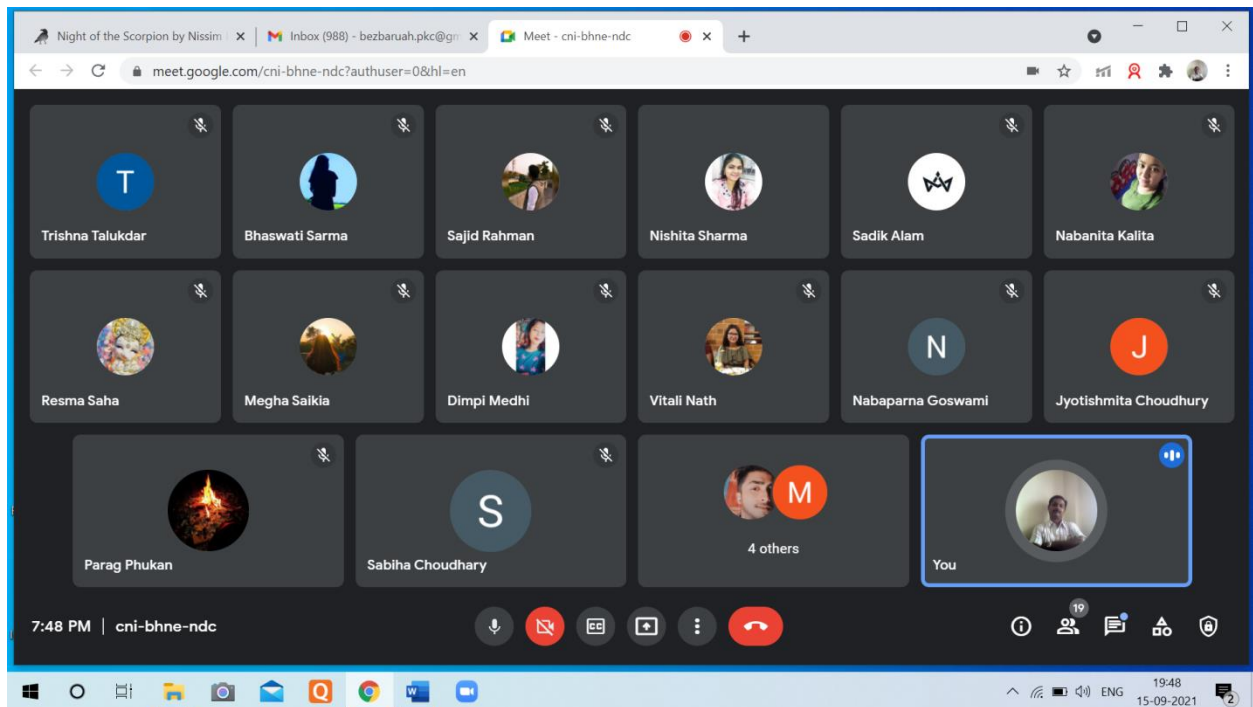 Night of the Scorpion by Nissim
Inbox (988) - bezbaruah.pkc@gm
Meet - cni-bhne-ndc
meet.google.com/cni-bhne-ndc?authuser=0&hl=en
T
Trishna Talukdar
Bhaswati Sarma
Sajid Rahman
Nishita Sharma
Sadik Alam
Nabanita Kalita
Resma Saha
Megha Saikia
Dimpi Medhi
Vitali Nath
N
Nabaparna Goswami
J
Jyotishmita Choudhury
Parag Phukan
S
Sabiha Choudhary
M
4 others
You
7:48 PM | cni-bhne-ndc
CC
19
Q
W
ENG
19:48
15-09-2021
2